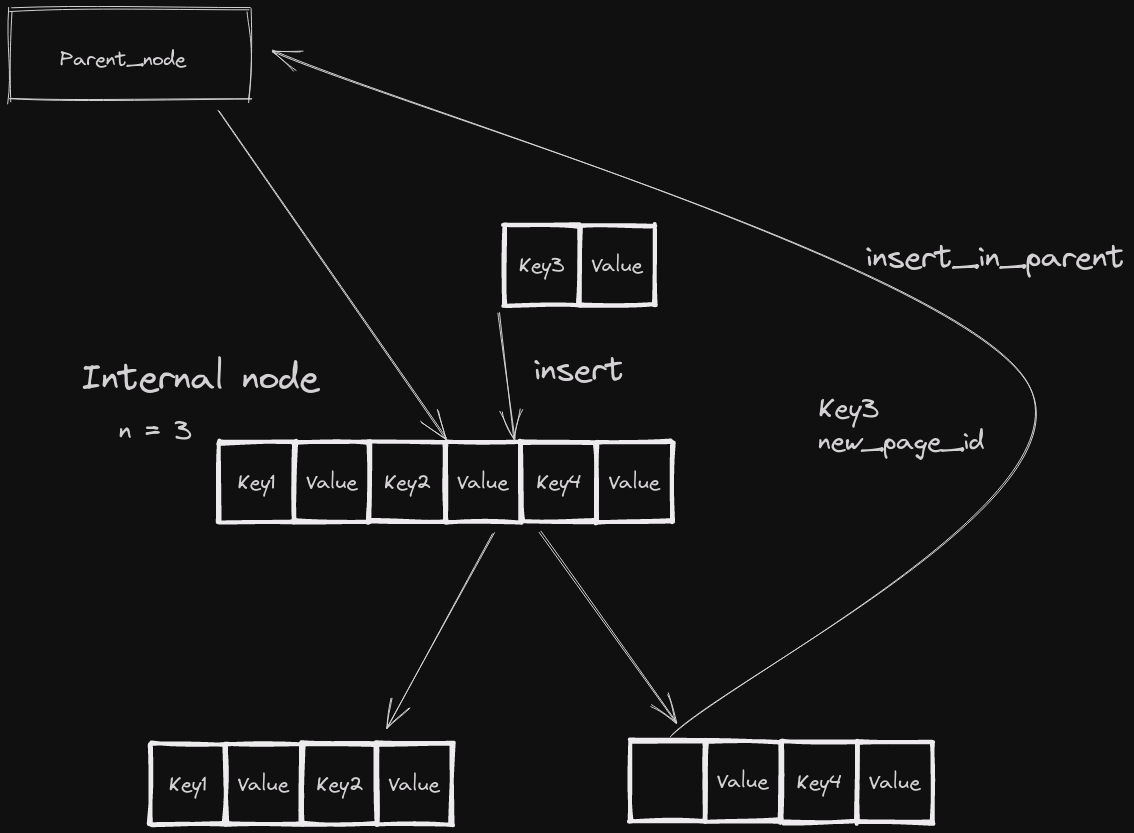 Parent_node
insert_in_parent
Key3 Value
insert
Internal node
n = 3
Key3
new_page_id
Key1 Value Key2 Value Key4 Value
Key1 Value Key2 Value
Value Key4 Value